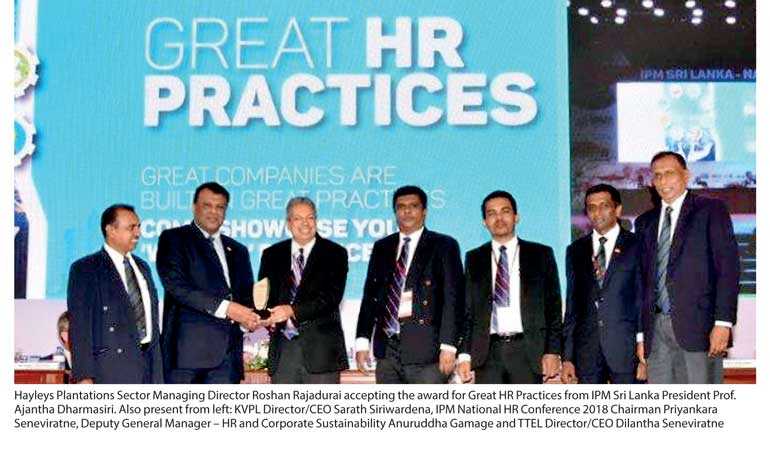 GREAT HR
PRACTICES
IPM SRI LANKA - NA
GREAT COMPANIES ARE
GREAT PRACTICES
Hayleys Plantations Sector Managing Director Roshan Rajadurai accepting the award for Great HR Practices from IPM Sri Lanka President Prof.
Ajantha Dharmasiri. Also present from left: KVPL Director/CEO Sarath Siriwardena, IPM National HR Conference 2018 Chairman Priyankara
Seneviratne, Deputy General Manager – HR and Corporate Sustainability Anuruddha Gamage and TTEL Director/CEO Dilantha Seneviratne